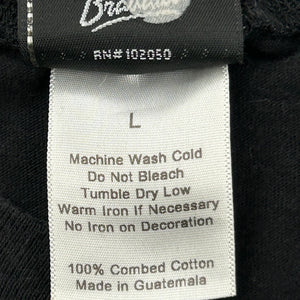 RN#102050
L
Machine Wash Cold
Do Not Bleach
Tumble Dry Low
Warm Iron If Necessary
No Iron on Decoration
100% Combed Cotton
Made in Guatemala